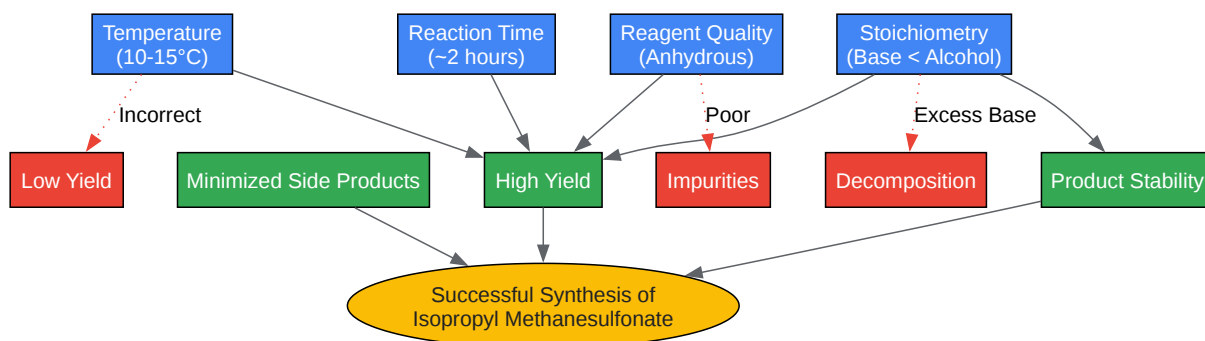 Temperature
(10-15°C)
Reaction Time
(~2 hours)
Reagent Quality
(Anhydrous)
Stoichiometry
(Base < Alcohol)
Incorrect
Poor
Excess Base
Low Yield
Minimized Side Products
High Yield
Impurities
Decomposition
Product Stability
Successful Synthesis of
Isopropyl Methanesulfonate